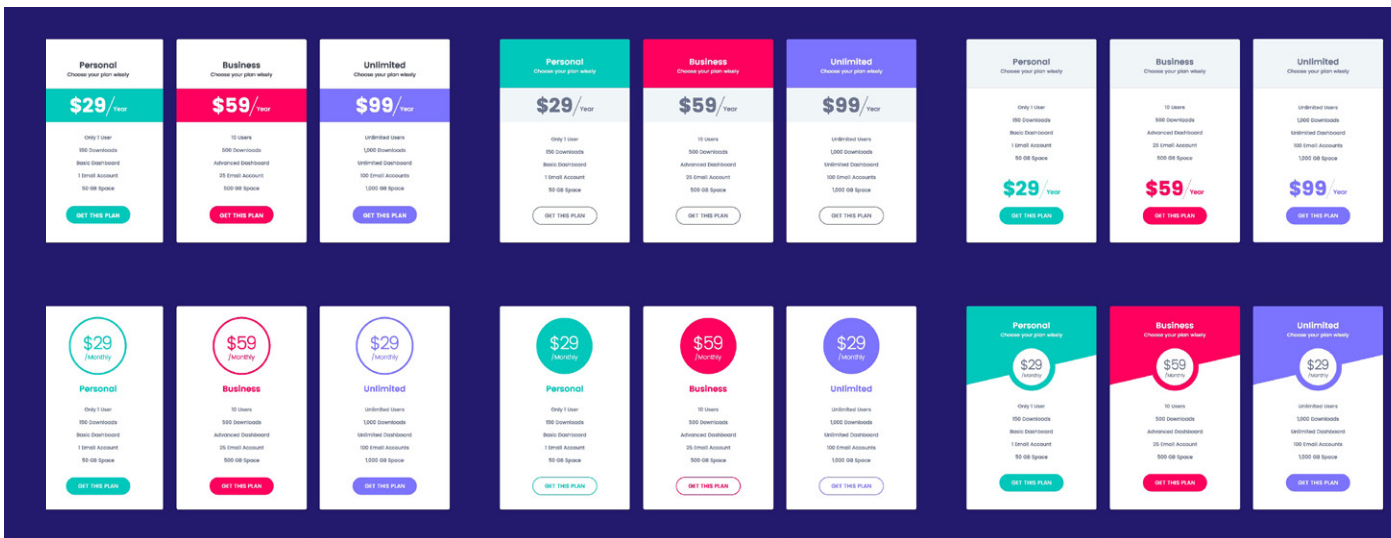 Personal
Choose your plan wisely
$29/Year
Only 1 User
150 Downloads
Basic Dashboard
1 Email Account
50 GB Space
GET THIS PLAN
Business
Choose your plan wisely
$59/Year
10 Users
500 Downloads
Advanced Dashboard
25 Email Account
500 GB Space
GET THIS PLAN
Unlimited
Choose your plan wisely
$99/Year
Unlimited Users
1,000 Downloads
Unlimited Dashboard
100 Email Accounts
1,000 GB Space
GET THIS PLAN
Personal
Choose your plan wisely
$29/Year
Only 1 User
150 Downloads
Basic Dashboard
1 Email Account
50 GB Space
GET THIS PLAN
Business
Choose your plan wisely
$59/Year
10 Users
500 Downloads
Advanced Dashboard
25 Email Account
500 GB Space
GET THIS PLAN
Unlimited
Choose your plan wisely
$99/Year
Unlimited Users
1,000 Downloads
Unlimited Dashboard
100 Email Accounts
1,000 GB Space
GET THIS PLAN
Personal
Choose your plan wisely
Only 1 User
150 Downloads
Basic Dashboard
1 Email Account
50 GB Space
$29/Year
GET THIS PLAN
Business
Choose your plan wisely
10 Users
500 Downloads
Advanced Dashboard
25 Email Account
500 GB Space
$59/Year
GET THIS PLAN
Unlimited
Choose your plan wisely
Unlimited Users
1,000 Downloads
Unlimited Dashboard
100 Email Accounts
1,000 GB Space
$99/Year
GET THIS PLAN
$29
/Monthly
Personal
Only 1 User
150 Downloads
Basic Dashboard
1 Email Account
50 GB Space
GET THIS PLAN
$59
/Monthly
Business
10 Users
500 Downloads
Advanced Dashboard
25 Email Account
500 GB Space
GET THIS PLAN
$29
/Monthly
Unlimited
Unlimited Users
1,000 Downloads
Unlimited Dashboard
100 Email Accounts
1,000 GB Space
GET THIS PLAN
$29
/Monthly
Personal
Only 1 User
150 Downloads
Basic Dashboard
1 Email Account
50 GB Space
GET THIS PLAN
$59
/Monthly
Business
10 Users
500 Downloads
Advanced Dashboard
25 Email Account
500 GB Space
GET THIS PLAN
$29
/Monthly
Unlimited
Unlimited Users
1,000 Downloads
Unlimited Dashboard
100 Email Accounts
1,000 GB Space
GET THIS PLAN
Personal
Choose your plan wisely
$29
/Monthly
Only 1 User
150 Downloads
Basic Dashboard
1 Email Account
50 GB Space
GET THIS PLAN
Business
Choose your plan wisely
$59
/Monthly
10 Users
500 Downloads
Advanced Dashboard
25 Email Account
500 GB Space
GET THIS PLAN
Unlimited
Choose your plan wisely
$29
/Monthly
Unlimited Users
1,000 Downloads
Unlimited Dashboard
100 Email Accounts
1,000 GB Space
GET THIS PLAN